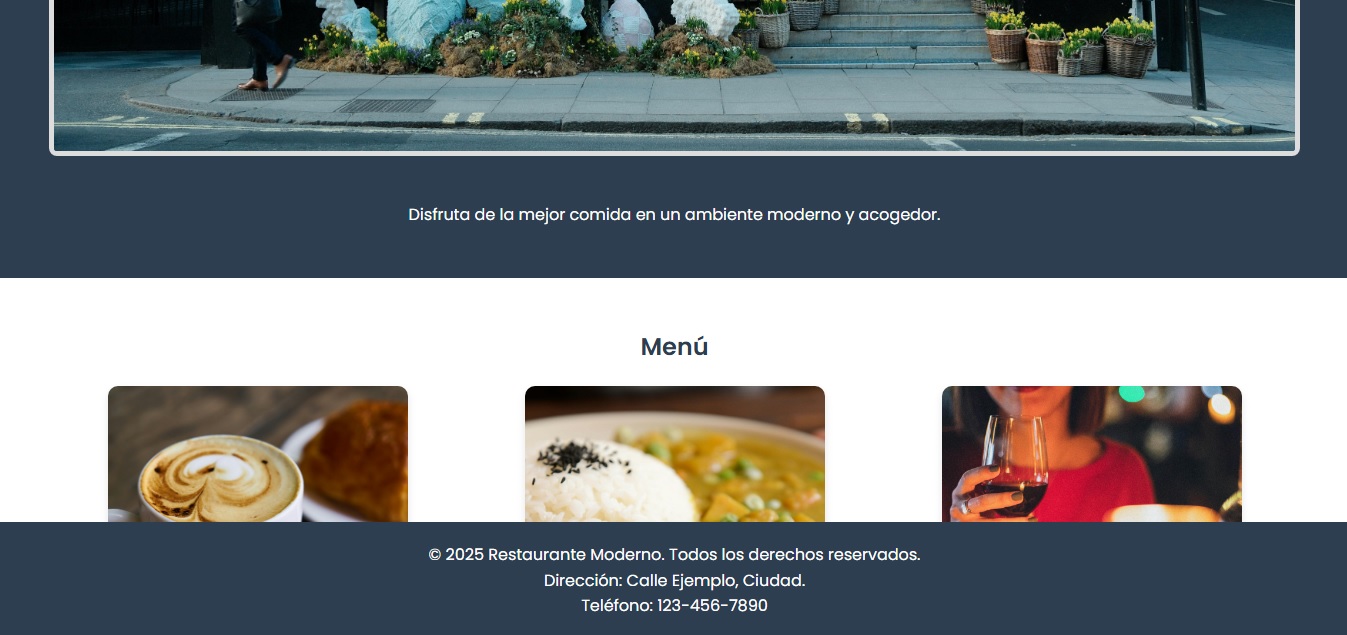 Disfruta de la mejor comida en un ambiente moderno y acogedor.
Menú
© 2025 Restaurante Moderno. Todos los derechos reservados.
Dirección: Calle Ejemplo, Ciudad.
Teléfono: 123-456-7890